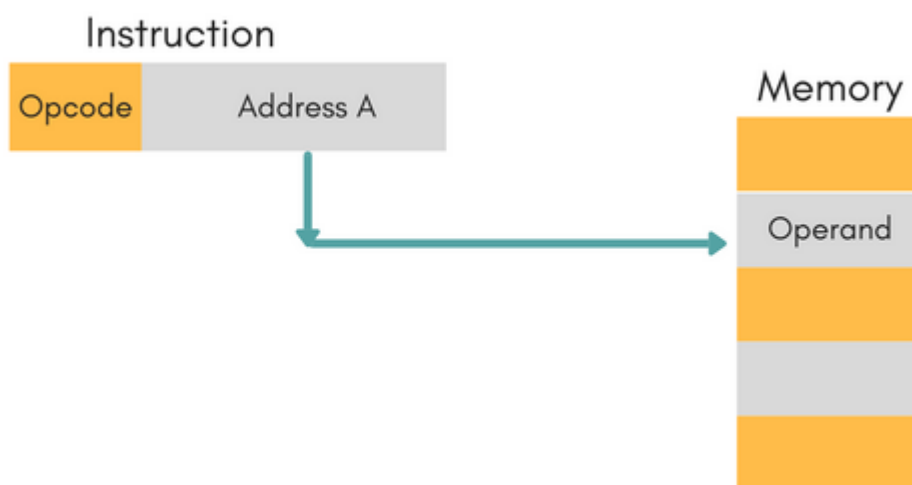 Instruction
Opcode
Address A
Memory
Operand